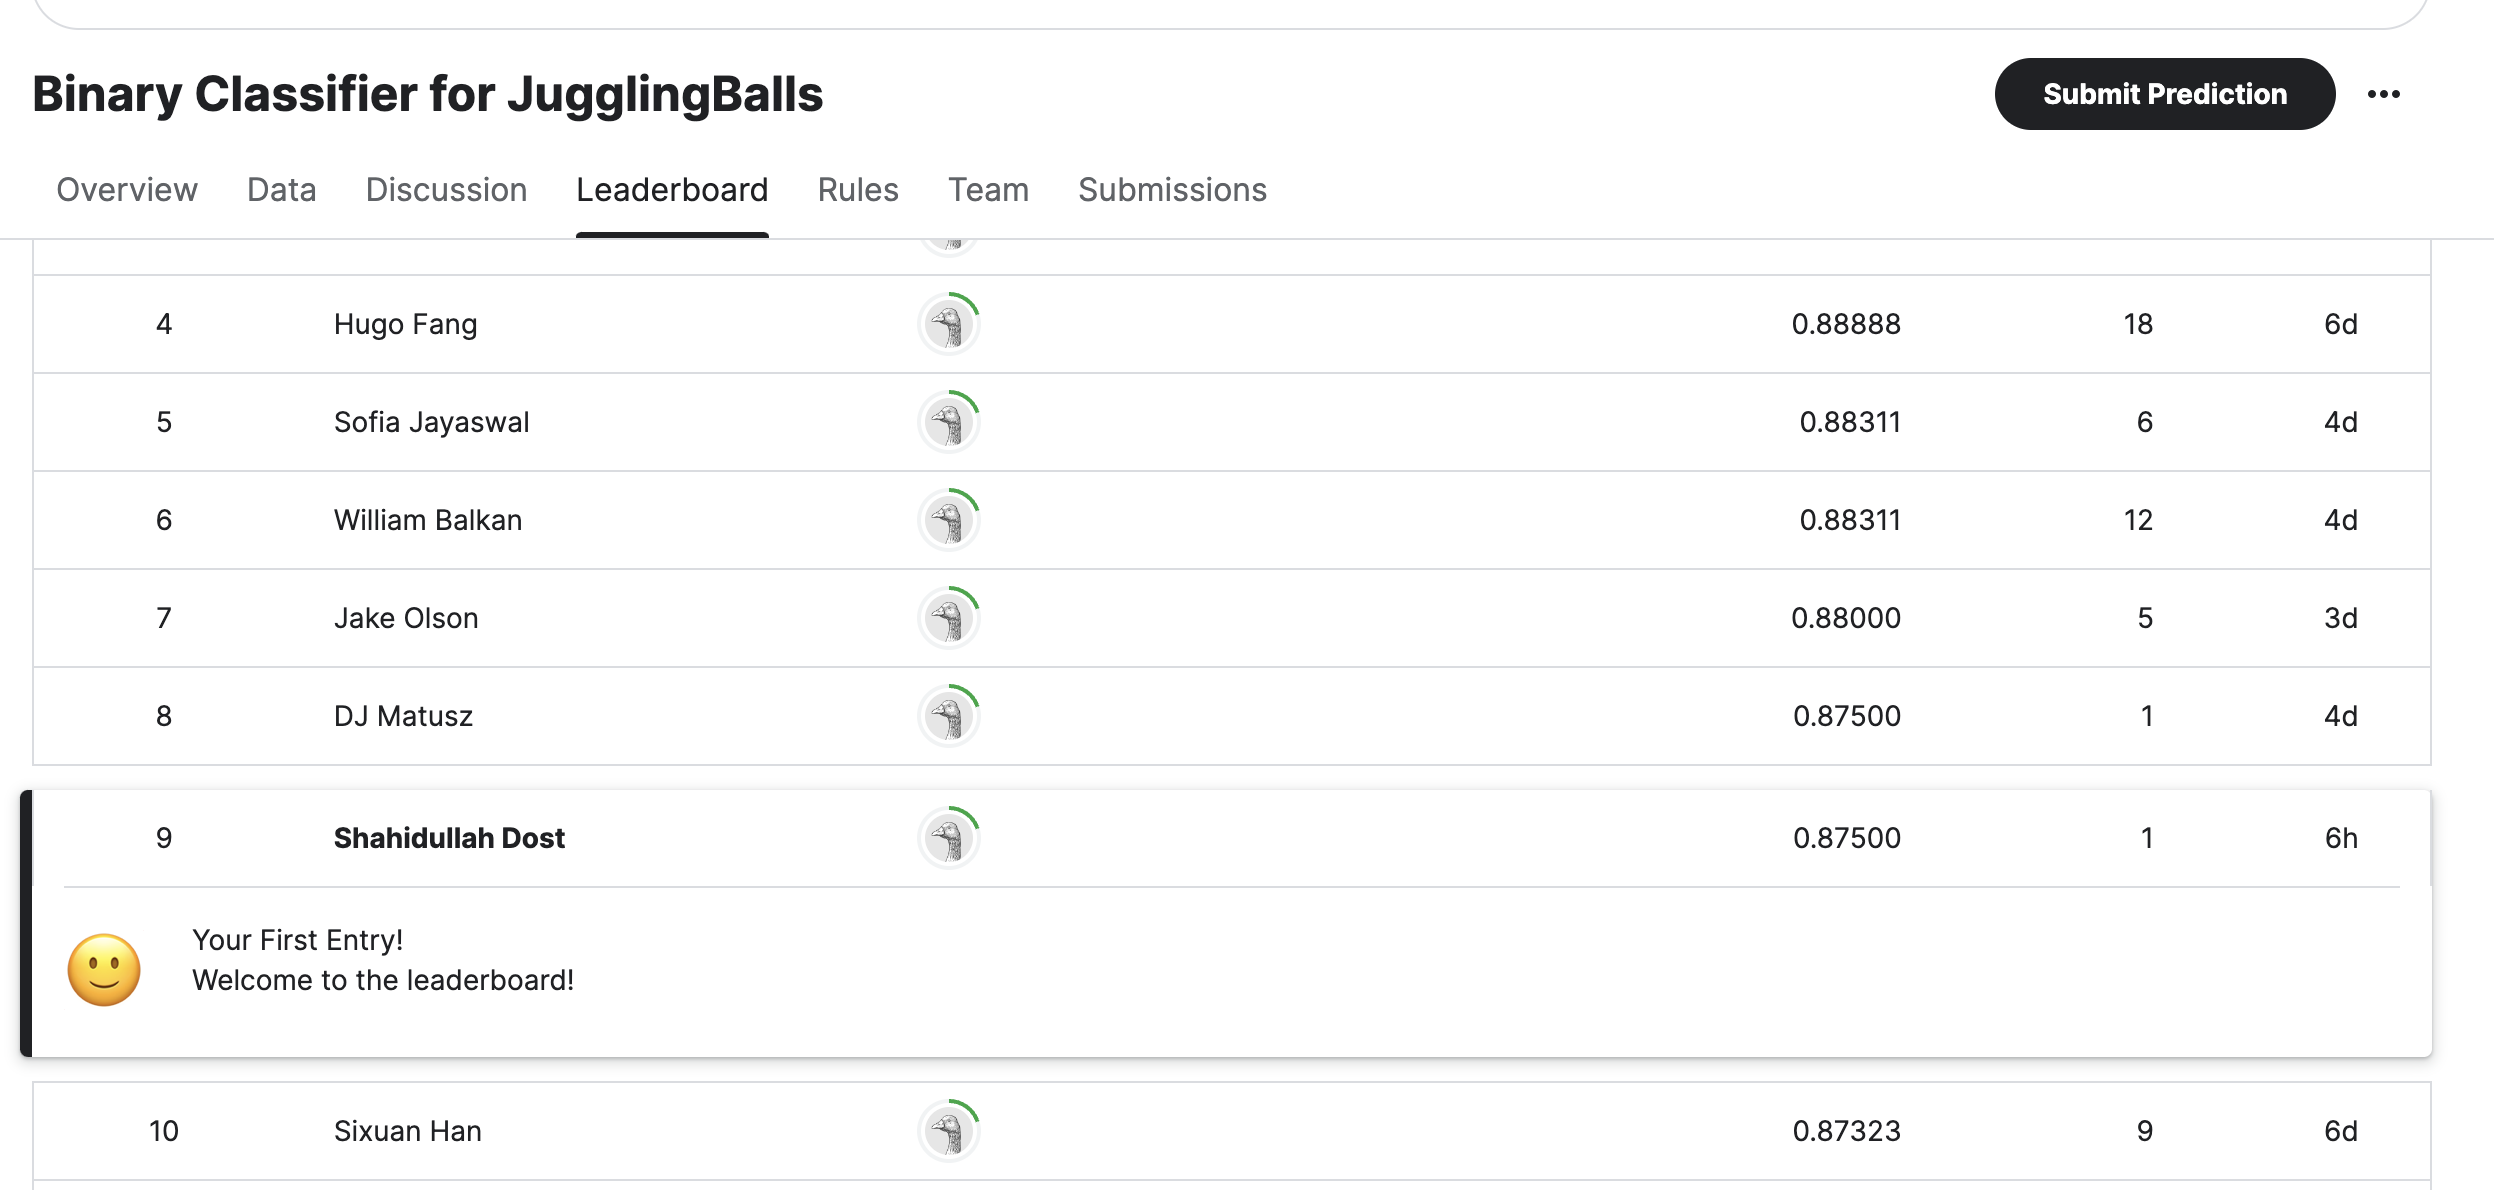 Binary Classifier for JugglingBalls
Submit Prediction
Overview Data Discussion Leaderboard Rules Team Submissions
4 Hugo Fang 0.88888 18 6d
5 Sofia Jayaswal 0.88311 6 4d
6 William Balkan 0.88311 12 4d
7 Jake Olson 0.88000 5 3d
8 DJ Matusz 0.87500 1 4d
9 Shahidullah Dost 0.87500 1 6h
Your First Entry!
Welcome to the leaderboard!
10 Sixuan Han 0.87323 9 6d